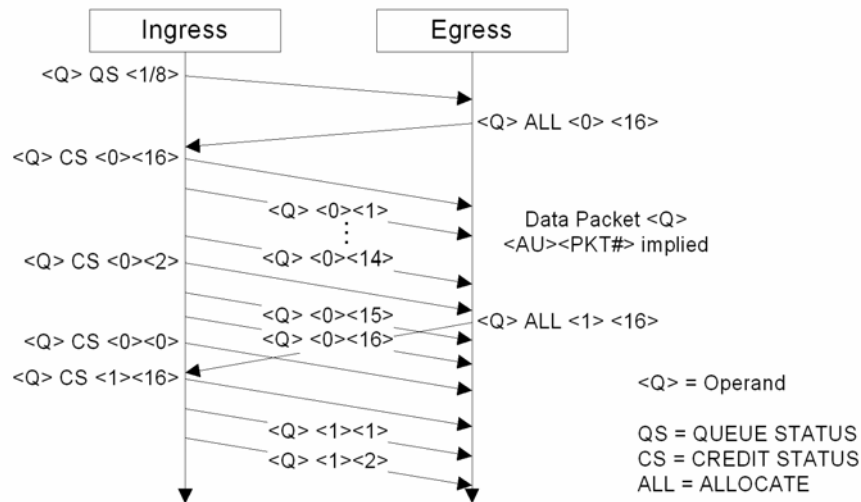 Ingress
Egress
<Q> QS <1/8>
<Q> ALL <0> <16>
<Q> CS <0><16>
<Q> <0><1>
Data Packet <Q>
<AU><PKT#> implied
<Q> <0><14>
<Q> CS <0><2>
<Q> <0><15>
<Q> ALL <1> <16>
<Q> <0><16>
<Q> CS <0><0>
<Q> CS <1><16>
<Q> = Operand
<Q> <1><1>
QS = QUEUE STATUS
<Q> <1><2>
CS = CREDIT STATUS
ALL = ALLOCATE